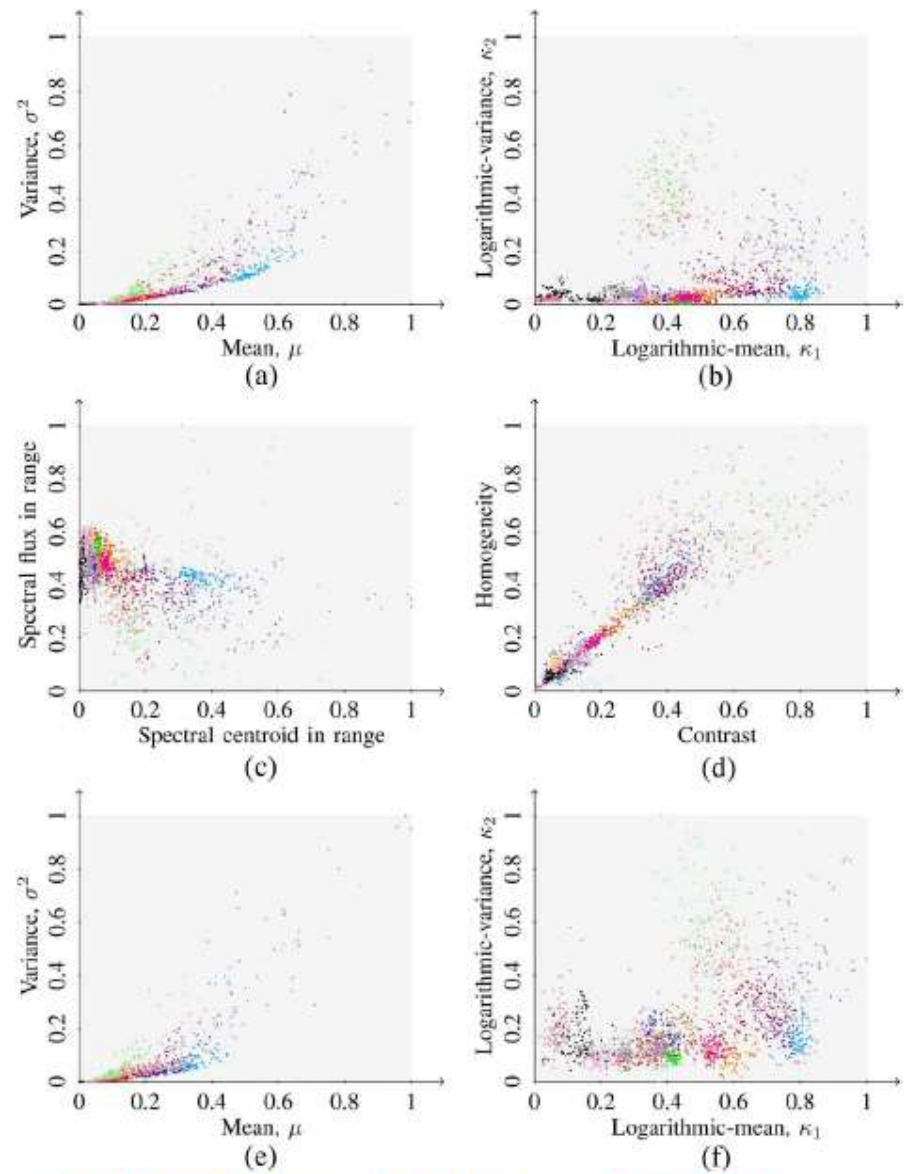 1
0.8
0.6
0.4
0.2
0
Variance, σ²
0 0.2 0.4 0.6 0.8 1
Mean, μ
(a)
1
0.8
0.6
0.4
0.2
0
Logarithmic-variance, κ₂
0 0.2 0.4 0.6 0.8 1
Logarithmic-mean, κ₁
(b)
1
0.8
0.6
0.4
0.2
0
Spectral flux in range
0 0.2 0.4 0.6 0.8 1
Spectral centroid in range
(c)
1
0.8
0.6
0.4
0.2
0
Homogeneity
0 0.2 0.4 0.6 0.8 1
Contrast
(d)
1
0.8
0.6
0.4
0.2
0
Variance, σ²
0 0.2 0.4 0.6 0.8 1
Mean, μ
(e)
1
0.8
0.6
0.4
0.2
0
Logarithmic-variance, κ₂
0 0.2 0.4 0.6 0.8 1
Logarithmic-mean, κ₁
(f)